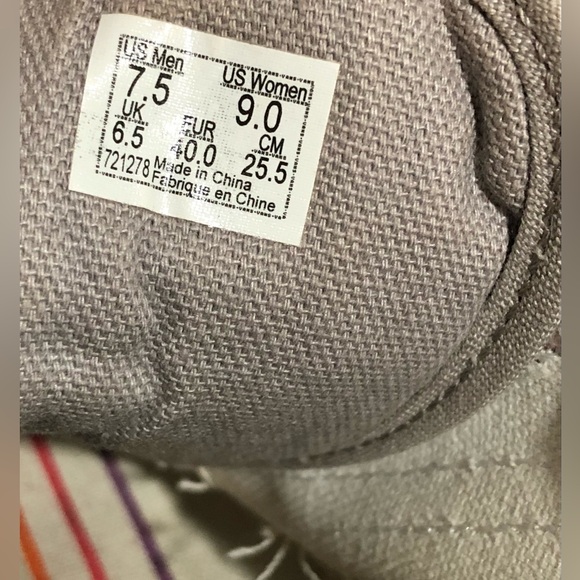 US Men US Women
7.5 9.0
UK EUR CM
6.5 40.0 25.5
721278 Made in China
Fabrique en Chine